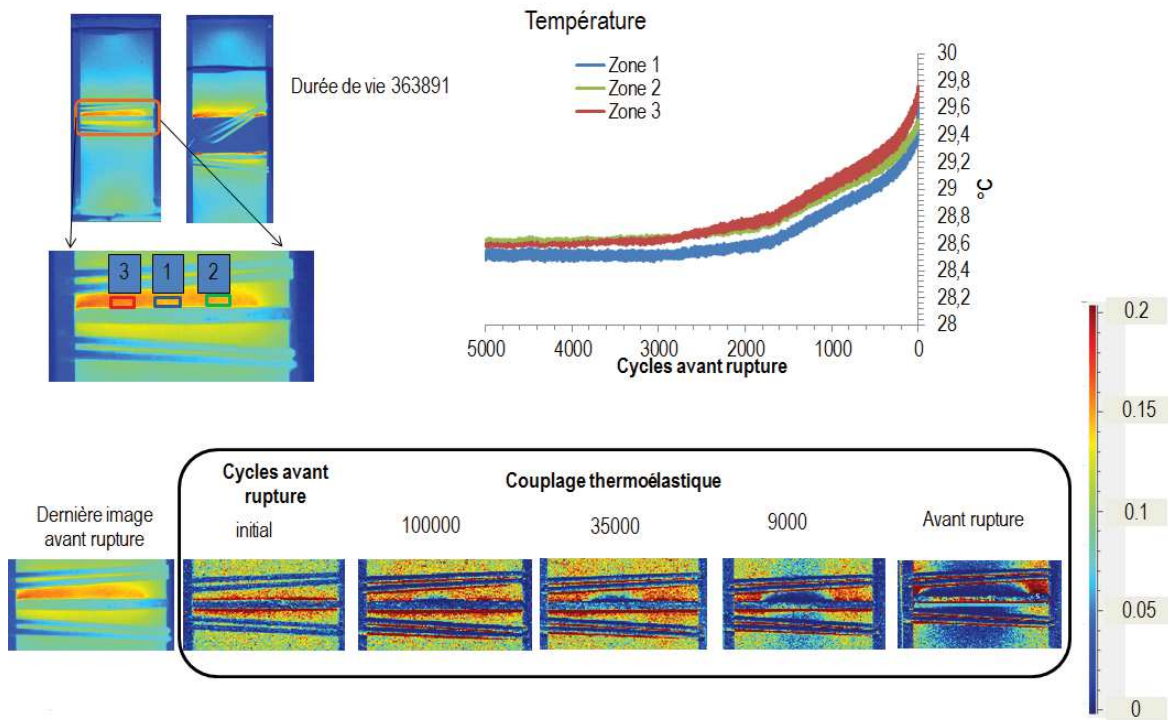 Température
Zone 1
Zone 2
Zone 3
Durée de vie 363891
3
1
2
30
29,8
29,6
29,4
29,2
29
28,8
28,6
28,4
28,2
28
°C
5000
4000
3000
2000
1000
0
Cycles avant rupture
Cycles avant
rupture
Couplage thermoélastique
Dernière image
avant rupture
initial
100000
35000
9000
Avant rupture
0.2
0.15
0.1
0.05
0